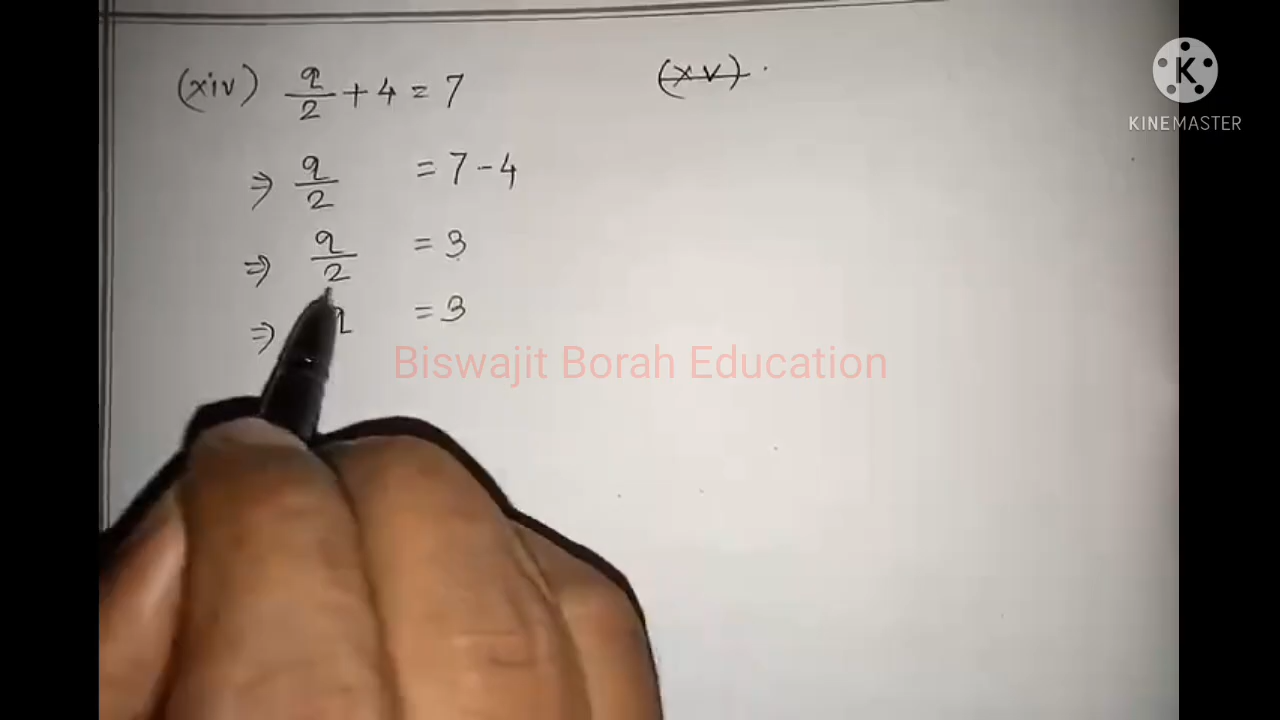 (xiv) q/2 + 4 = 7
⇒ q/2 = 7 - 4
⇒ q/2 = 3
⇒ q = 3
(xv) .
K
KINEMASTER
Biswajit Borah Education